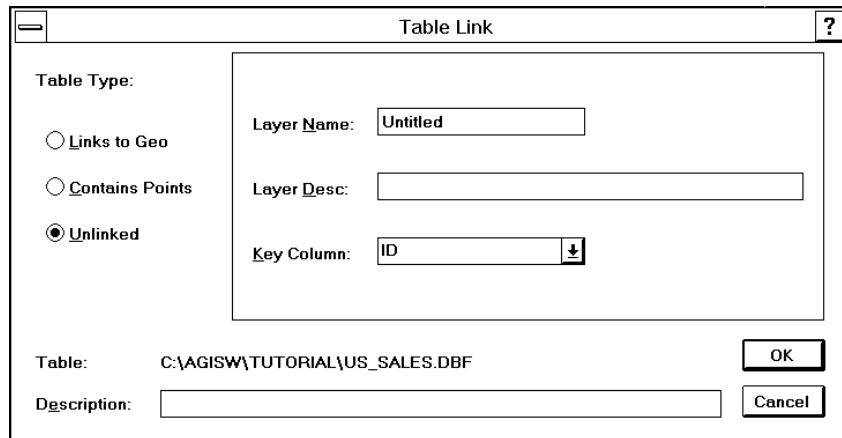 Table Link
?
Table Type:
Links to Geo
Contains Points
Unlinked
Layer Name: Untitled
Layer Desc:
Key Column: ID
Table: C:\AGISW\TUTORIAL\US_SALES.DBF
OK
Description:
Cancel